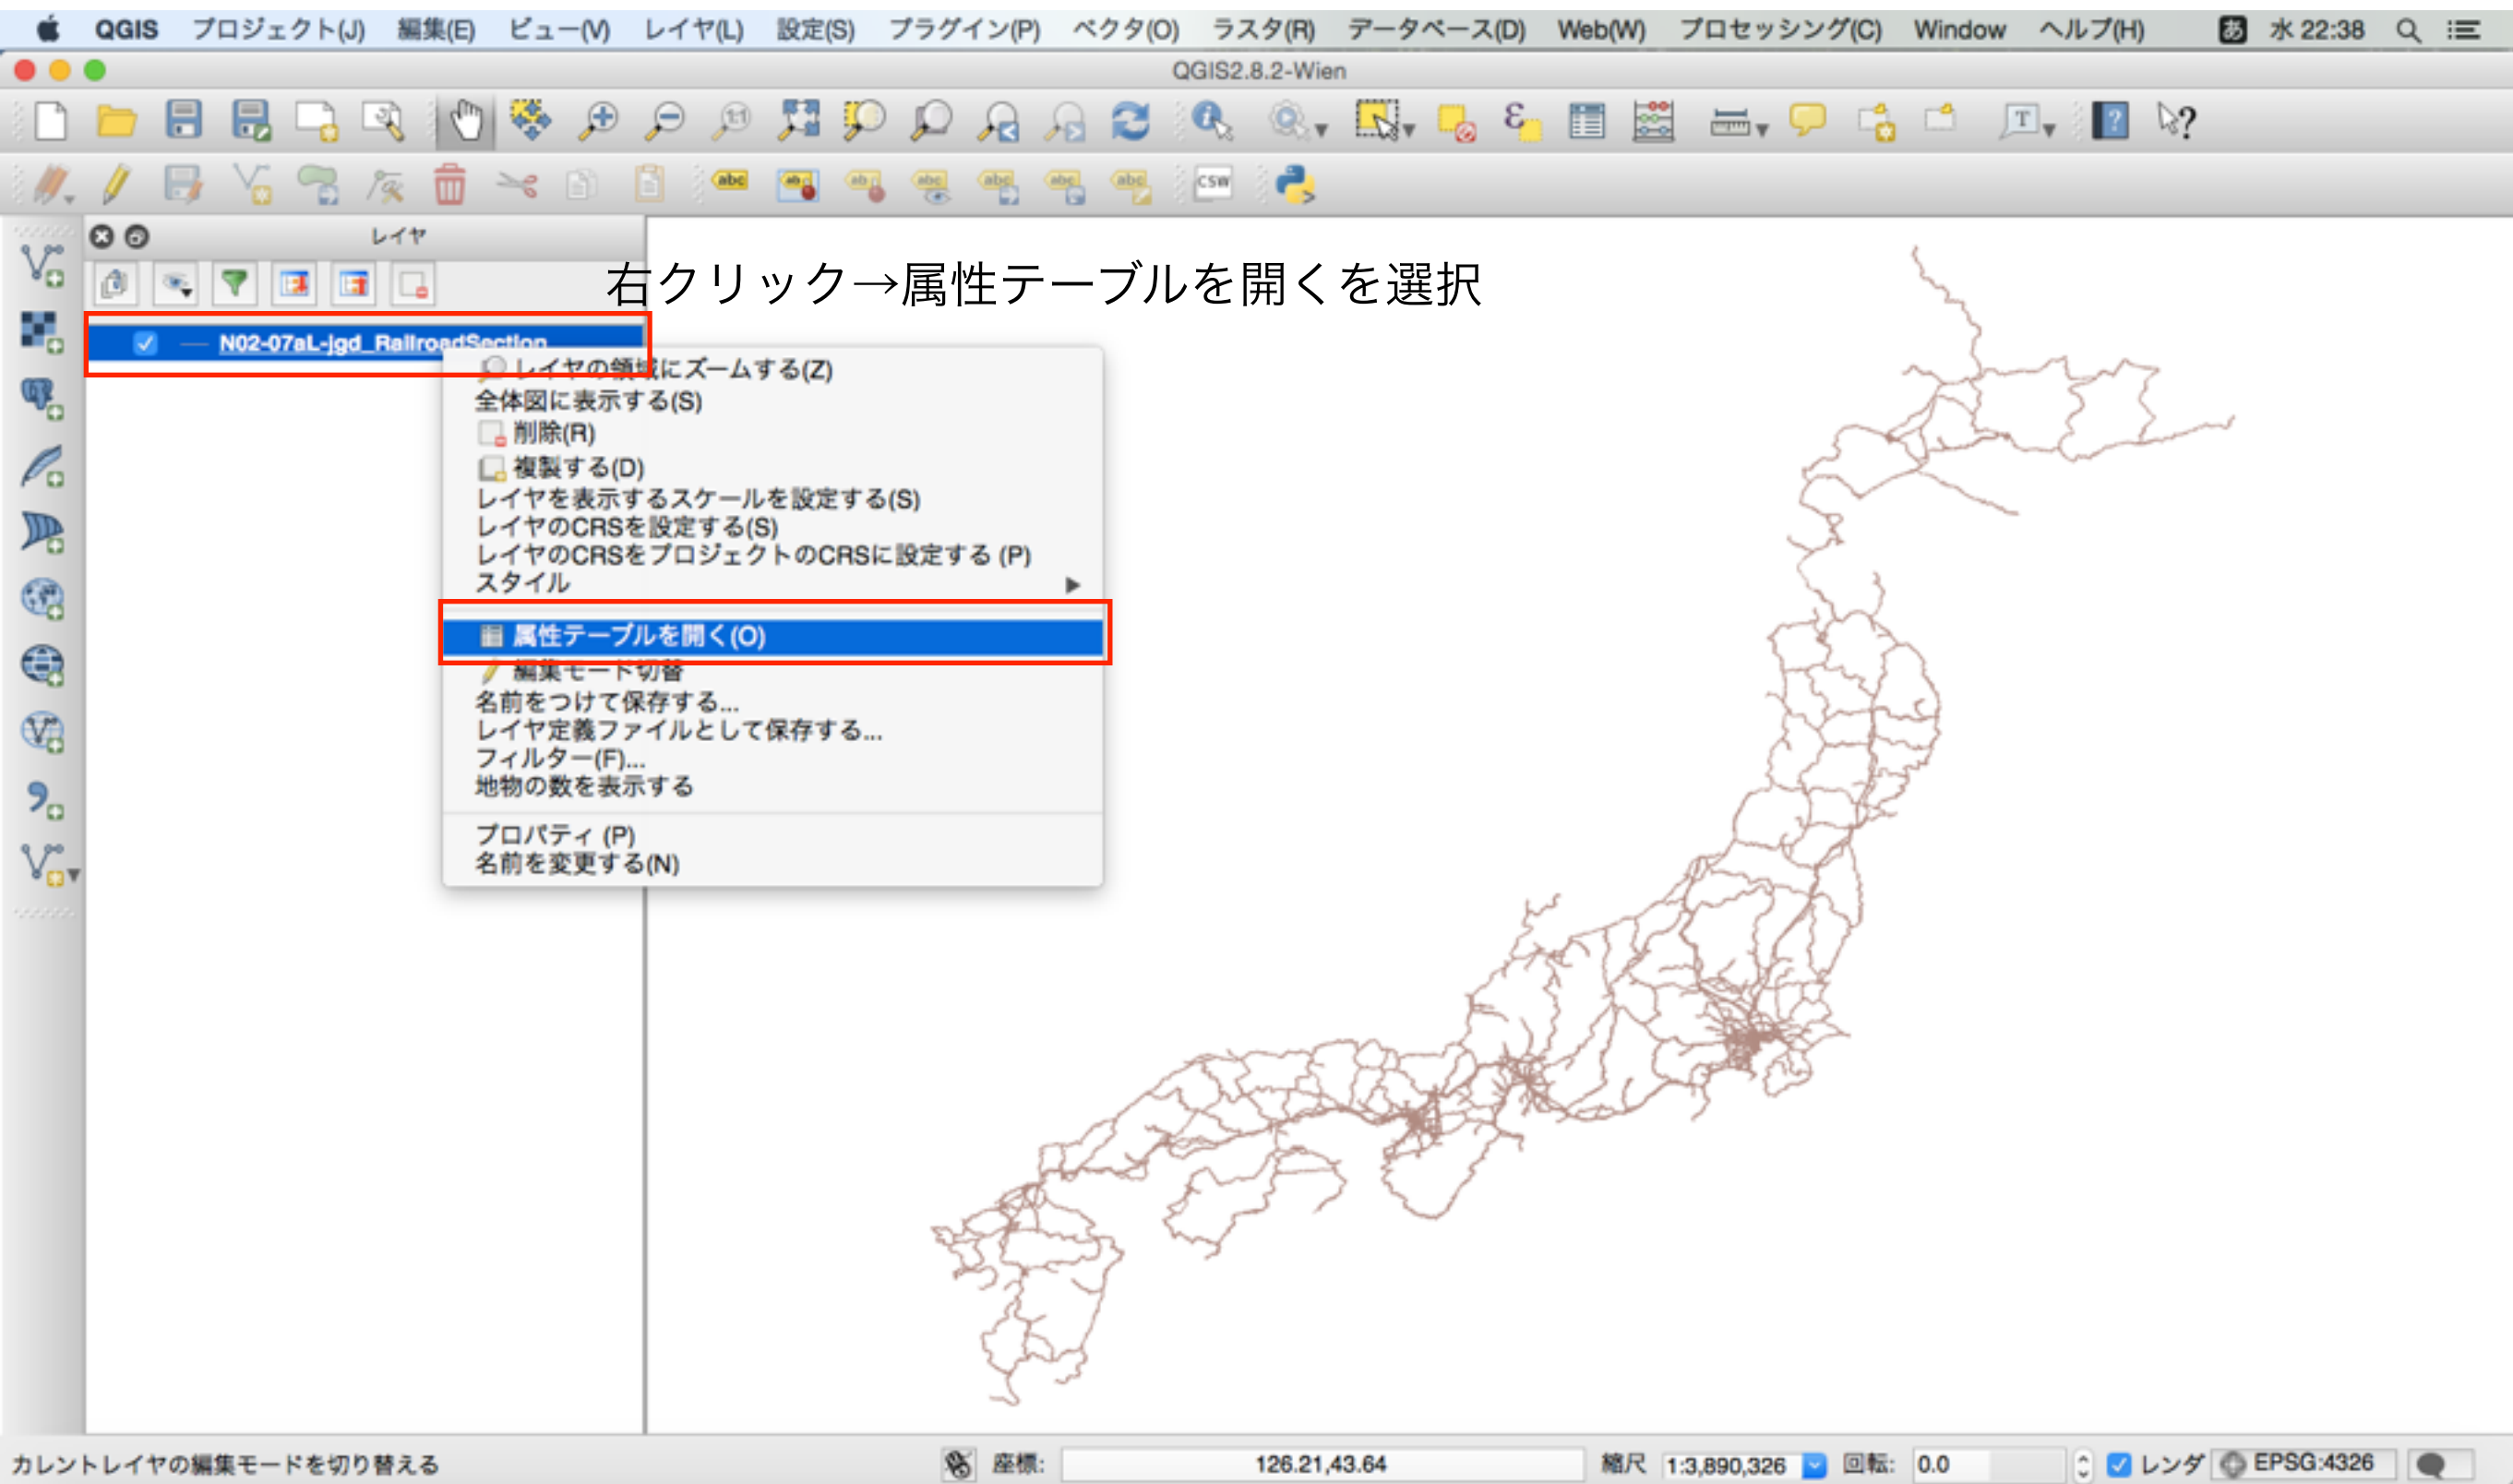 QGIS プロジェクト(J) 編集(E) ビュー(V) レイヤ(L) 設定(S) プラグイン(P) ベクタ(O) ラスタ(R) データベース(D) Web(W) プロセッシング(C) Window ヘルプ(H) あ 水 22:38
QGIS2.8.2-Wien
レイヤ
右クリック→属性テーブルを開くを選択
N02-07aL-jgd_RailroadSection
レイヤの領域にズームする(Z)
全体図に表示する(S)
削除(R)
複製する(D)
レイヤを表示するスケールを設定する(S)
レイヤのCRSを設定する(S)
レイヤのCRSをプロジェクトのCRSに設定する (P)
スタイル
属性テーブルを開く(O)
編集モード切替
名前をつけて保存する...
レイヤ定義ファイルとして保存する...
フィルター(F)...
地物の数を表示する
プロパティ (P)
名前を変更する(N)
カレントレイヤの編集モードを切り替える 座標: 126.21,43.64 縮尺 1:3,890,326 回転: 0.0 レンダ EPSG:4326